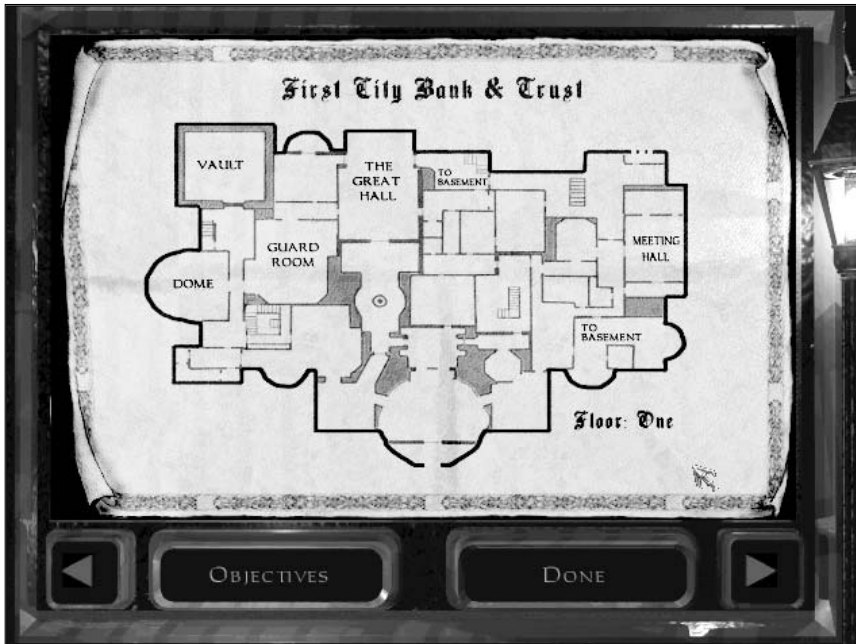 First City Bank & Trust
VAULT
THE
GREAT
HALL
TO
BASEMENT
GUARD
ROOM
MEETING
HALL
DOME
TO
BASEMENT
Floor: One
OBJECTIVES
DONE